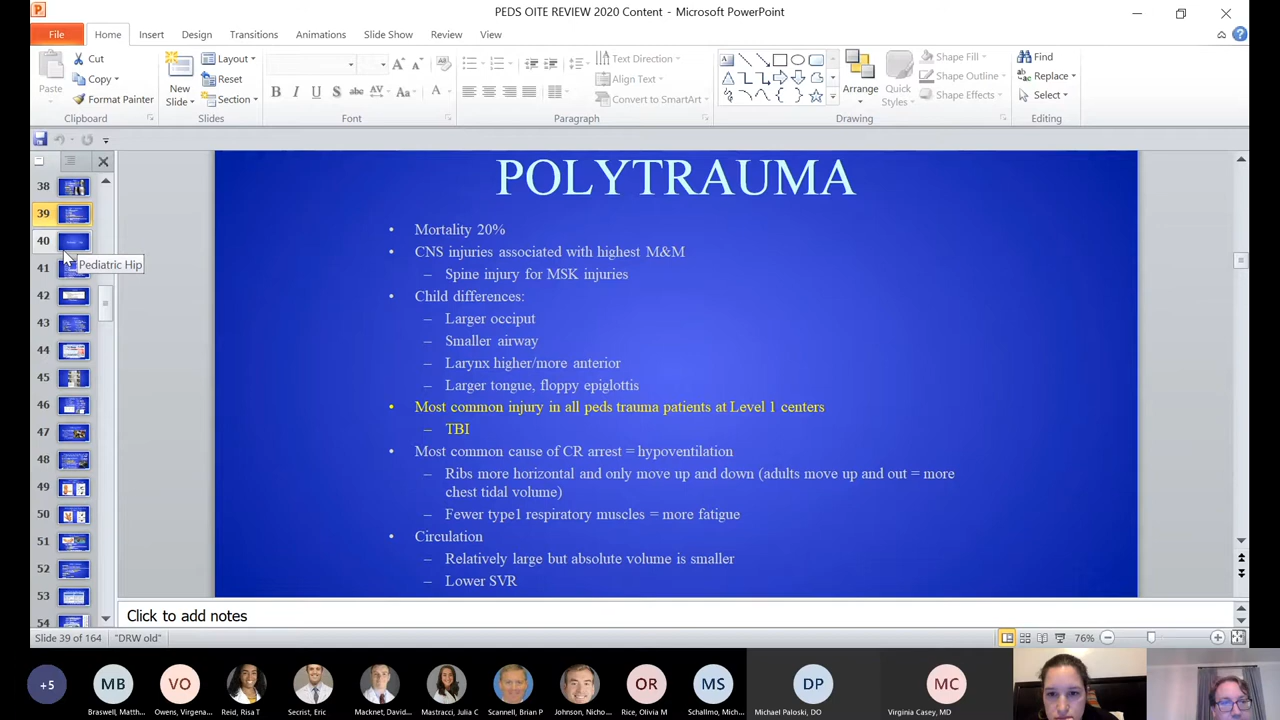 PEDS OITE REVIEW 2020 Content - Microsoft PowerPoint
File Home Insert Design Transitions Animations Slide Show Review View
Paste
Cut
Copy
Format Painter
Clipboard
New Slide
Layout
Reset
Section
Slides
B I U S abc AV Aa A
Font
Text Direction
Align Text
Convert to SmartArt
Paragraph
Arrange
Quick Styles
Shape Fill
Shape Outline
Shape Effects
Drawing
Find
Replace
Select
Editing
38
39
40
Pediatric Hip
41
42
43
44
45
46
47
48
49
50
51
52
53
54
POLYTRAUMA
• Mortality 20%
• CNS injuries associated with highest M&M
– Spine injury for MSK injuries
• Child differences:
– Larger occiput
– Smaller airway
– Larynx higher/more anterior
– Larger tongue, floppy epiglottis
• Most common injury in all peds trauma patients at Level 1 centers
– TBI
• Most common cause of CR arrest = hypoventilation
– Ribs more horizontal and only move up and down (adults move up and out = more
chest tidal volume)
– Fewer type1 respiratory muscles = more fatigue
• Circulation
– Relatively large but absolute volume is smaller
– Lower SVR
Click to add notes
Slide 39 of 164 "DRW old" 76%
+5 MB VO OR MS DP MC
Braswell, Matth... Owens, Virgena... Reid, Risa T Secrist, Eric Macknet, David... Mastracci, Julia C Scannell, Brian P Johnson, Nicho... Rice, Olivia M Schallmo, Mich... Michael Paloski, DO Virginia Casey, MD